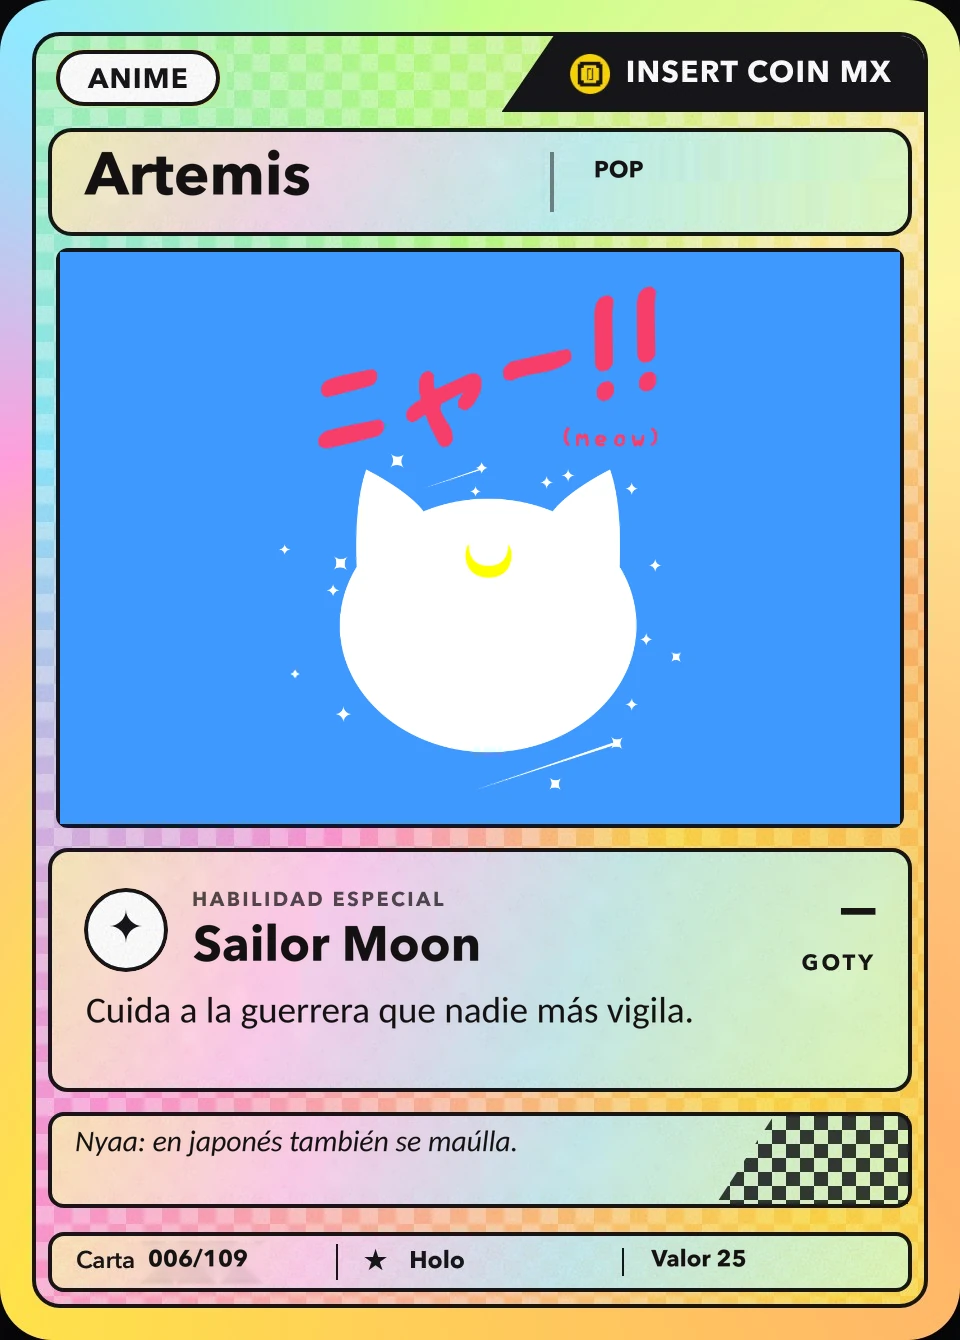 ANIME
INSERT COIN MX
Artemis
POP
ニャー!!
(meow)
HABILIDAD ESPECIAL
Sailor Moon
—
GOTY
Cuida a la guerrera que nadie más vigila.
Nyaa: en japonés también se maúlla.
Carta 006/109
★ Holo
Valor 25